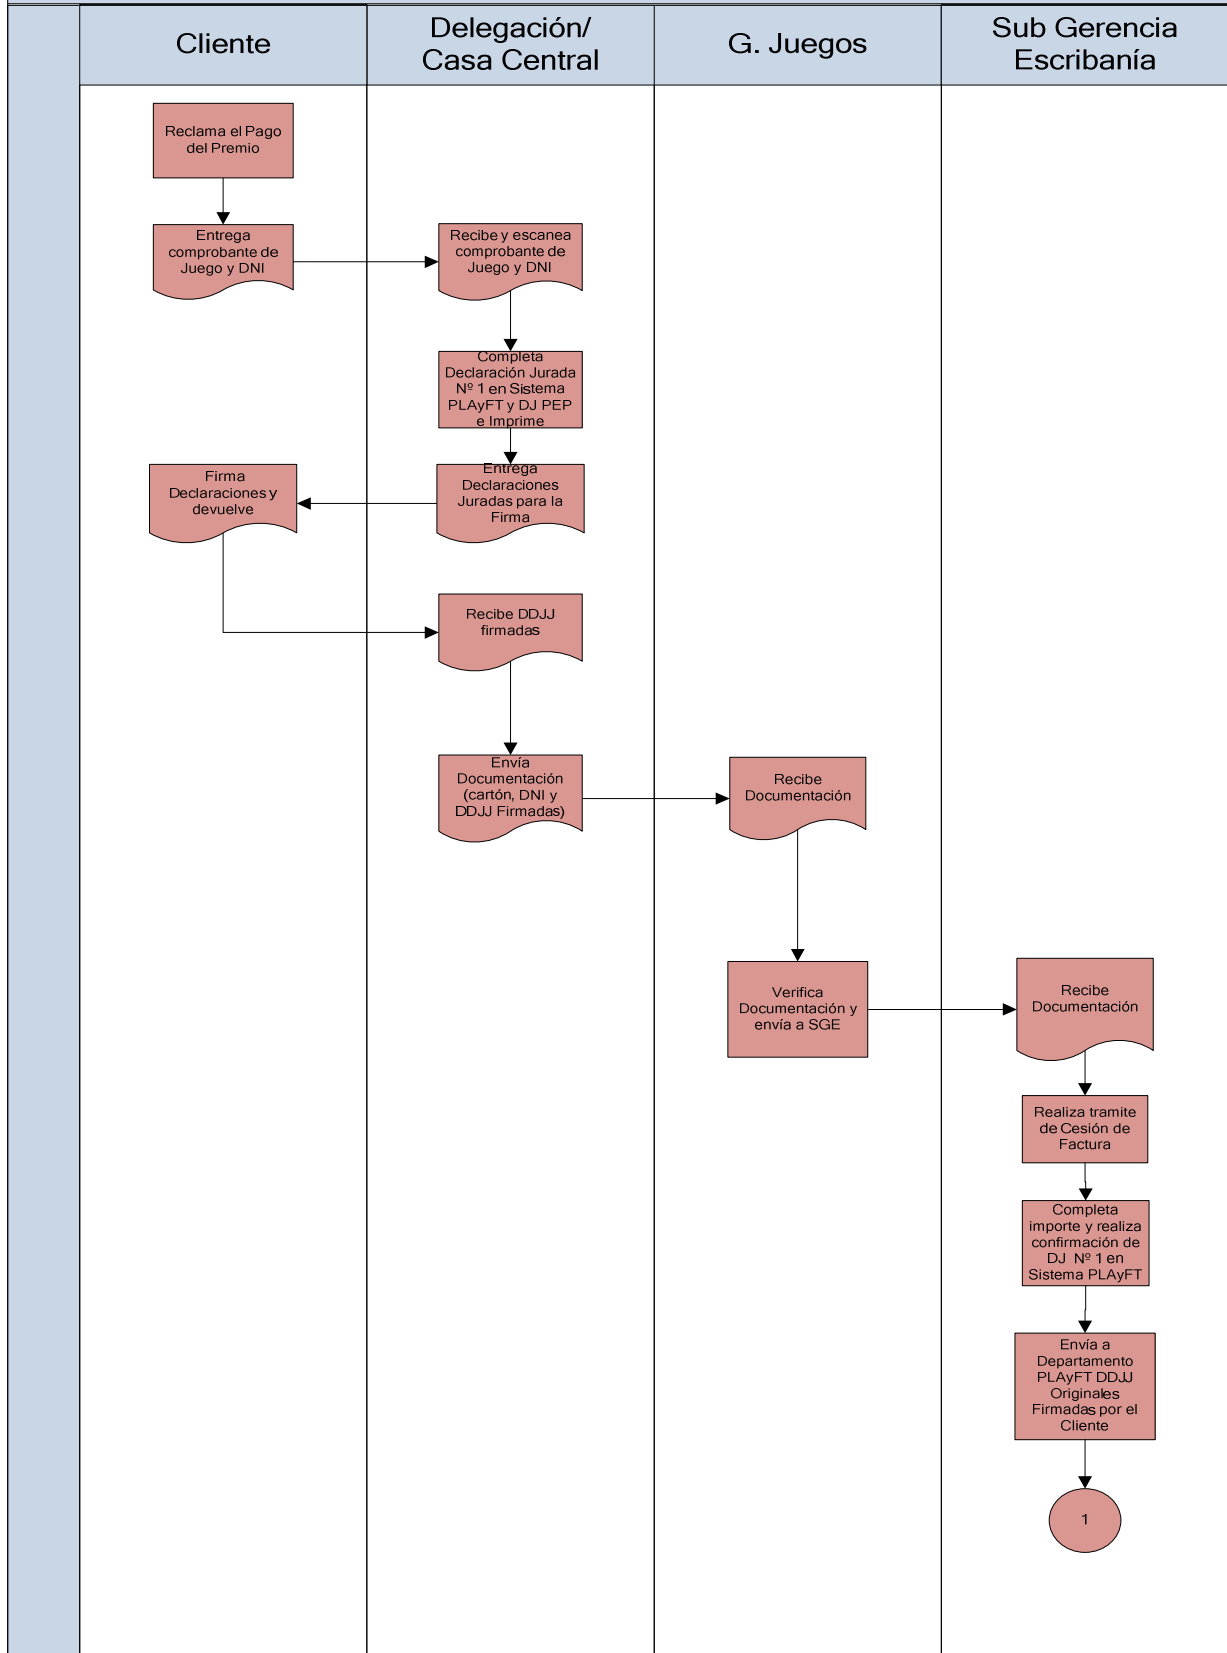 Cliente
Delegación/
Casa Central
G. Juegos
Sub Gerencia
Escribanía
Reclama el Pago
del Premio
Entrega
comprobante de
Juego y DNI
Recibe y escanea
comprobante de
Juego y DNI
Completa
Declaración Jurada
Nº 1 en Sistema
PLAyFT y DJ PEP
e Imprime
Entrega
Declaraciones
Juradas para la
Firma
Firma
Declaraciones y
devuelve
Recibe DDJJ
firmadas
Envía
Documentación
(cartón, DNI y
DDJJ Firmadas)
Recibe
Documentación
Verifica
Documentación y
envía a SGE
Recibe
Documentación
Realiza tramite
de Cesión de
Factura
Completa
importe y realiza
confirmación de
DJ Nº 1 en
Sistema PLAyFT
Envía a
Departamento
PLAyFT DDJJ
Originales
Firmadas por el
Cliente
1